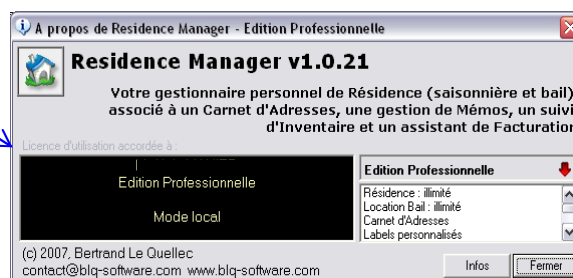 A propos de Residence Manager - Edition Professionnelle
Residence Manager v1.0.21
Votre gestionnaire personnel de Résidence (saisonnière et bail)
associé à un Carnet d'Adresses, une gestion de Mémos, un suivi
d'Inventaire et un assistant de Facturation
Licence d'utilisation accordée à :
Edition Professionnelle
Mode local
Edition Professionnelle
Résidence : illimité
Location Bail : illimité
Carnet d'Adresses
Labels personnalisés
(c) 2007, Bertrand Le Quellec
contact@blq-software.com www.blq-software.com
Infos
Fermer